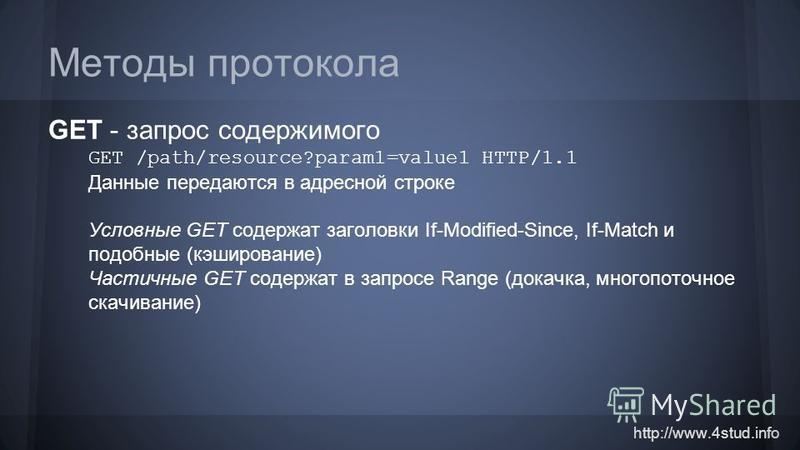 Методы протокола
GET - запрос содержимого
GET /path/resource?param1=value1 HTTP/1.1
Данные передаются в адресной строке
Условные GET содержат заголовки If-Modified-Since, If-Match и
подобные (кэширование)
Частичные GET содержат в запросе Range (докачка, многопоточное
скачивание)
MyShared
http://www.4stud.info